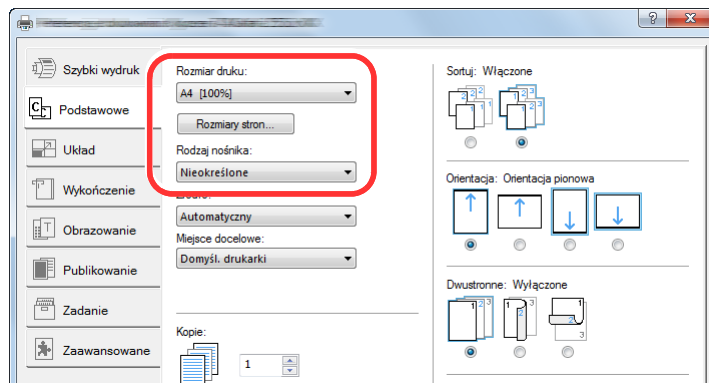 Szybki wydruk
Podstawowe
Układ
Wykończenie
Obrazowanie
Publikowanie
Zadanie
Zaawansowane
Rozmiar druku:
A4 [100%]
Rozmiary stron...
Rodzaj nośnika:
Nieokreślone
Automatyczny
Miejsce docelowe:
Domyśl. drukarki
Kopie:
1
Sortuj: Włączone
Orientacja: Orientacja pionowa
Dwustronne: Wyłączone